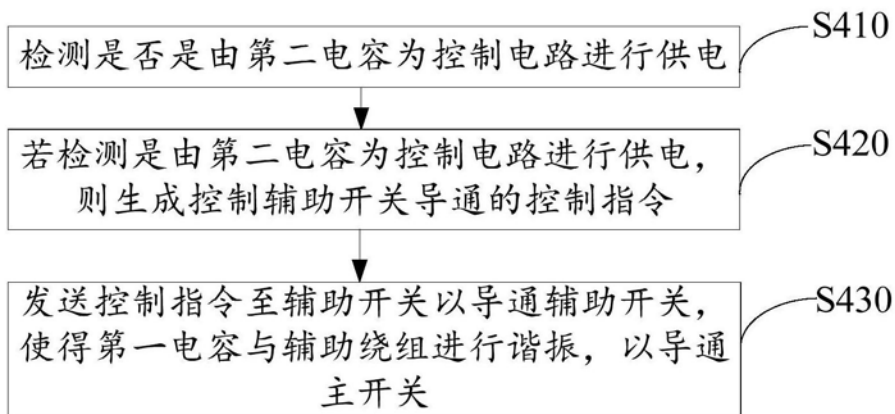 检测是否是由第二电容为控制电路进行供电
S410
若检测是由第二电容为控制电路进行供电，
则生成控制辅助开关导通的控制指令
S420
发送控制指令至辅助开关以导通辅助开关，
使得第一电容与辅助绕组进行谐振，以导通
主开关
S430